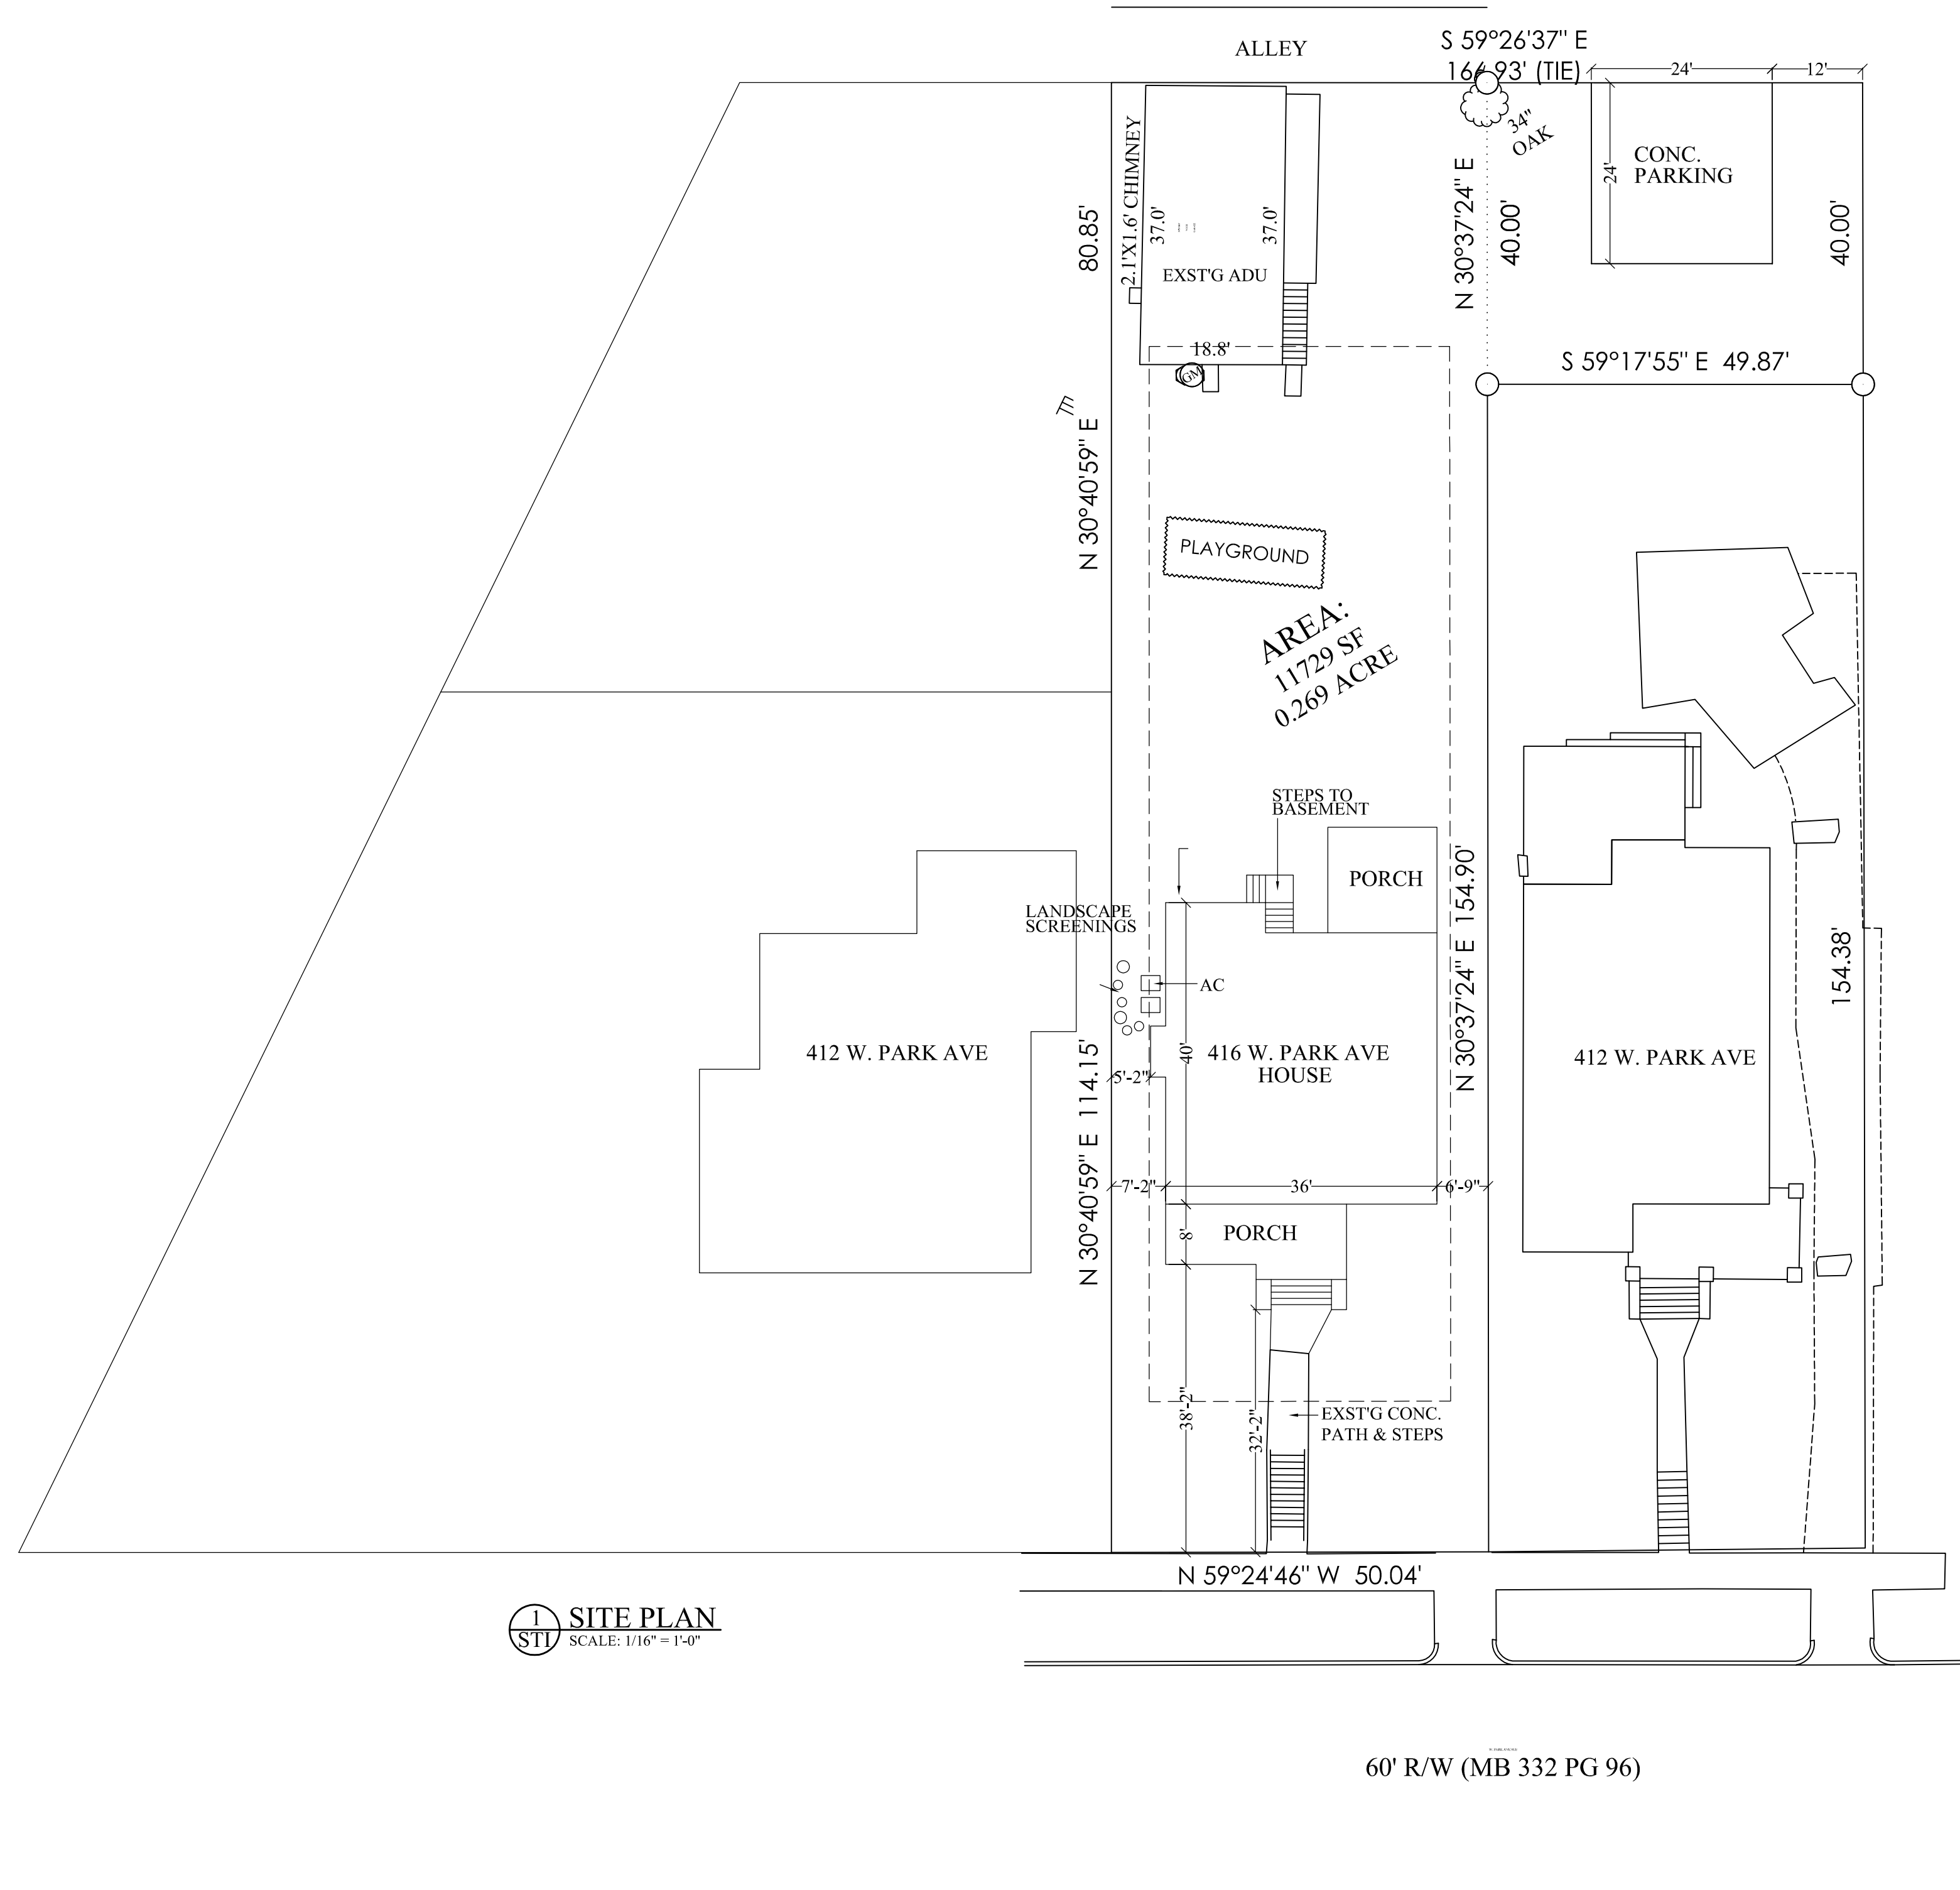 ALLEY
S 59°26'37" E
164.93' (TIE)
24'
12'
34"
OAK
CONC.
PARKING
24'
2.1'X1.6' CHIMNEY
37.0'
37.0'
EXST'G ADU
80.85'
N 30°37'24" E
40.00'
40.00'
18.8'
GM
S 59°17'55" E 49.87'
N 30°40'59" E
PLAYGROUND
AREA:
11729 SF
0.269 ACRE
STEPS TO
BASEMENT
PORCH
N 30°37'24" E 154.90'
154.38'
LANDSCAPE
SCREENINGS
AC
412 W. PARK AVE
40'
416 W. PARK AVE
HOUSE
412 W. PARK AVE
5'-2"
N 30°40'59" E 114.15'
7'-2"
36'
6'-9"
8'
PORCH
38'-2"
32'-2"
EXST'G CONC.
PATH & STEPS
N 59°24'46" W 50.04'
1
STI
SITE PLAN
SCALE: 1/16" = 1'-0"
60' R/W (MB 332 PG 96)